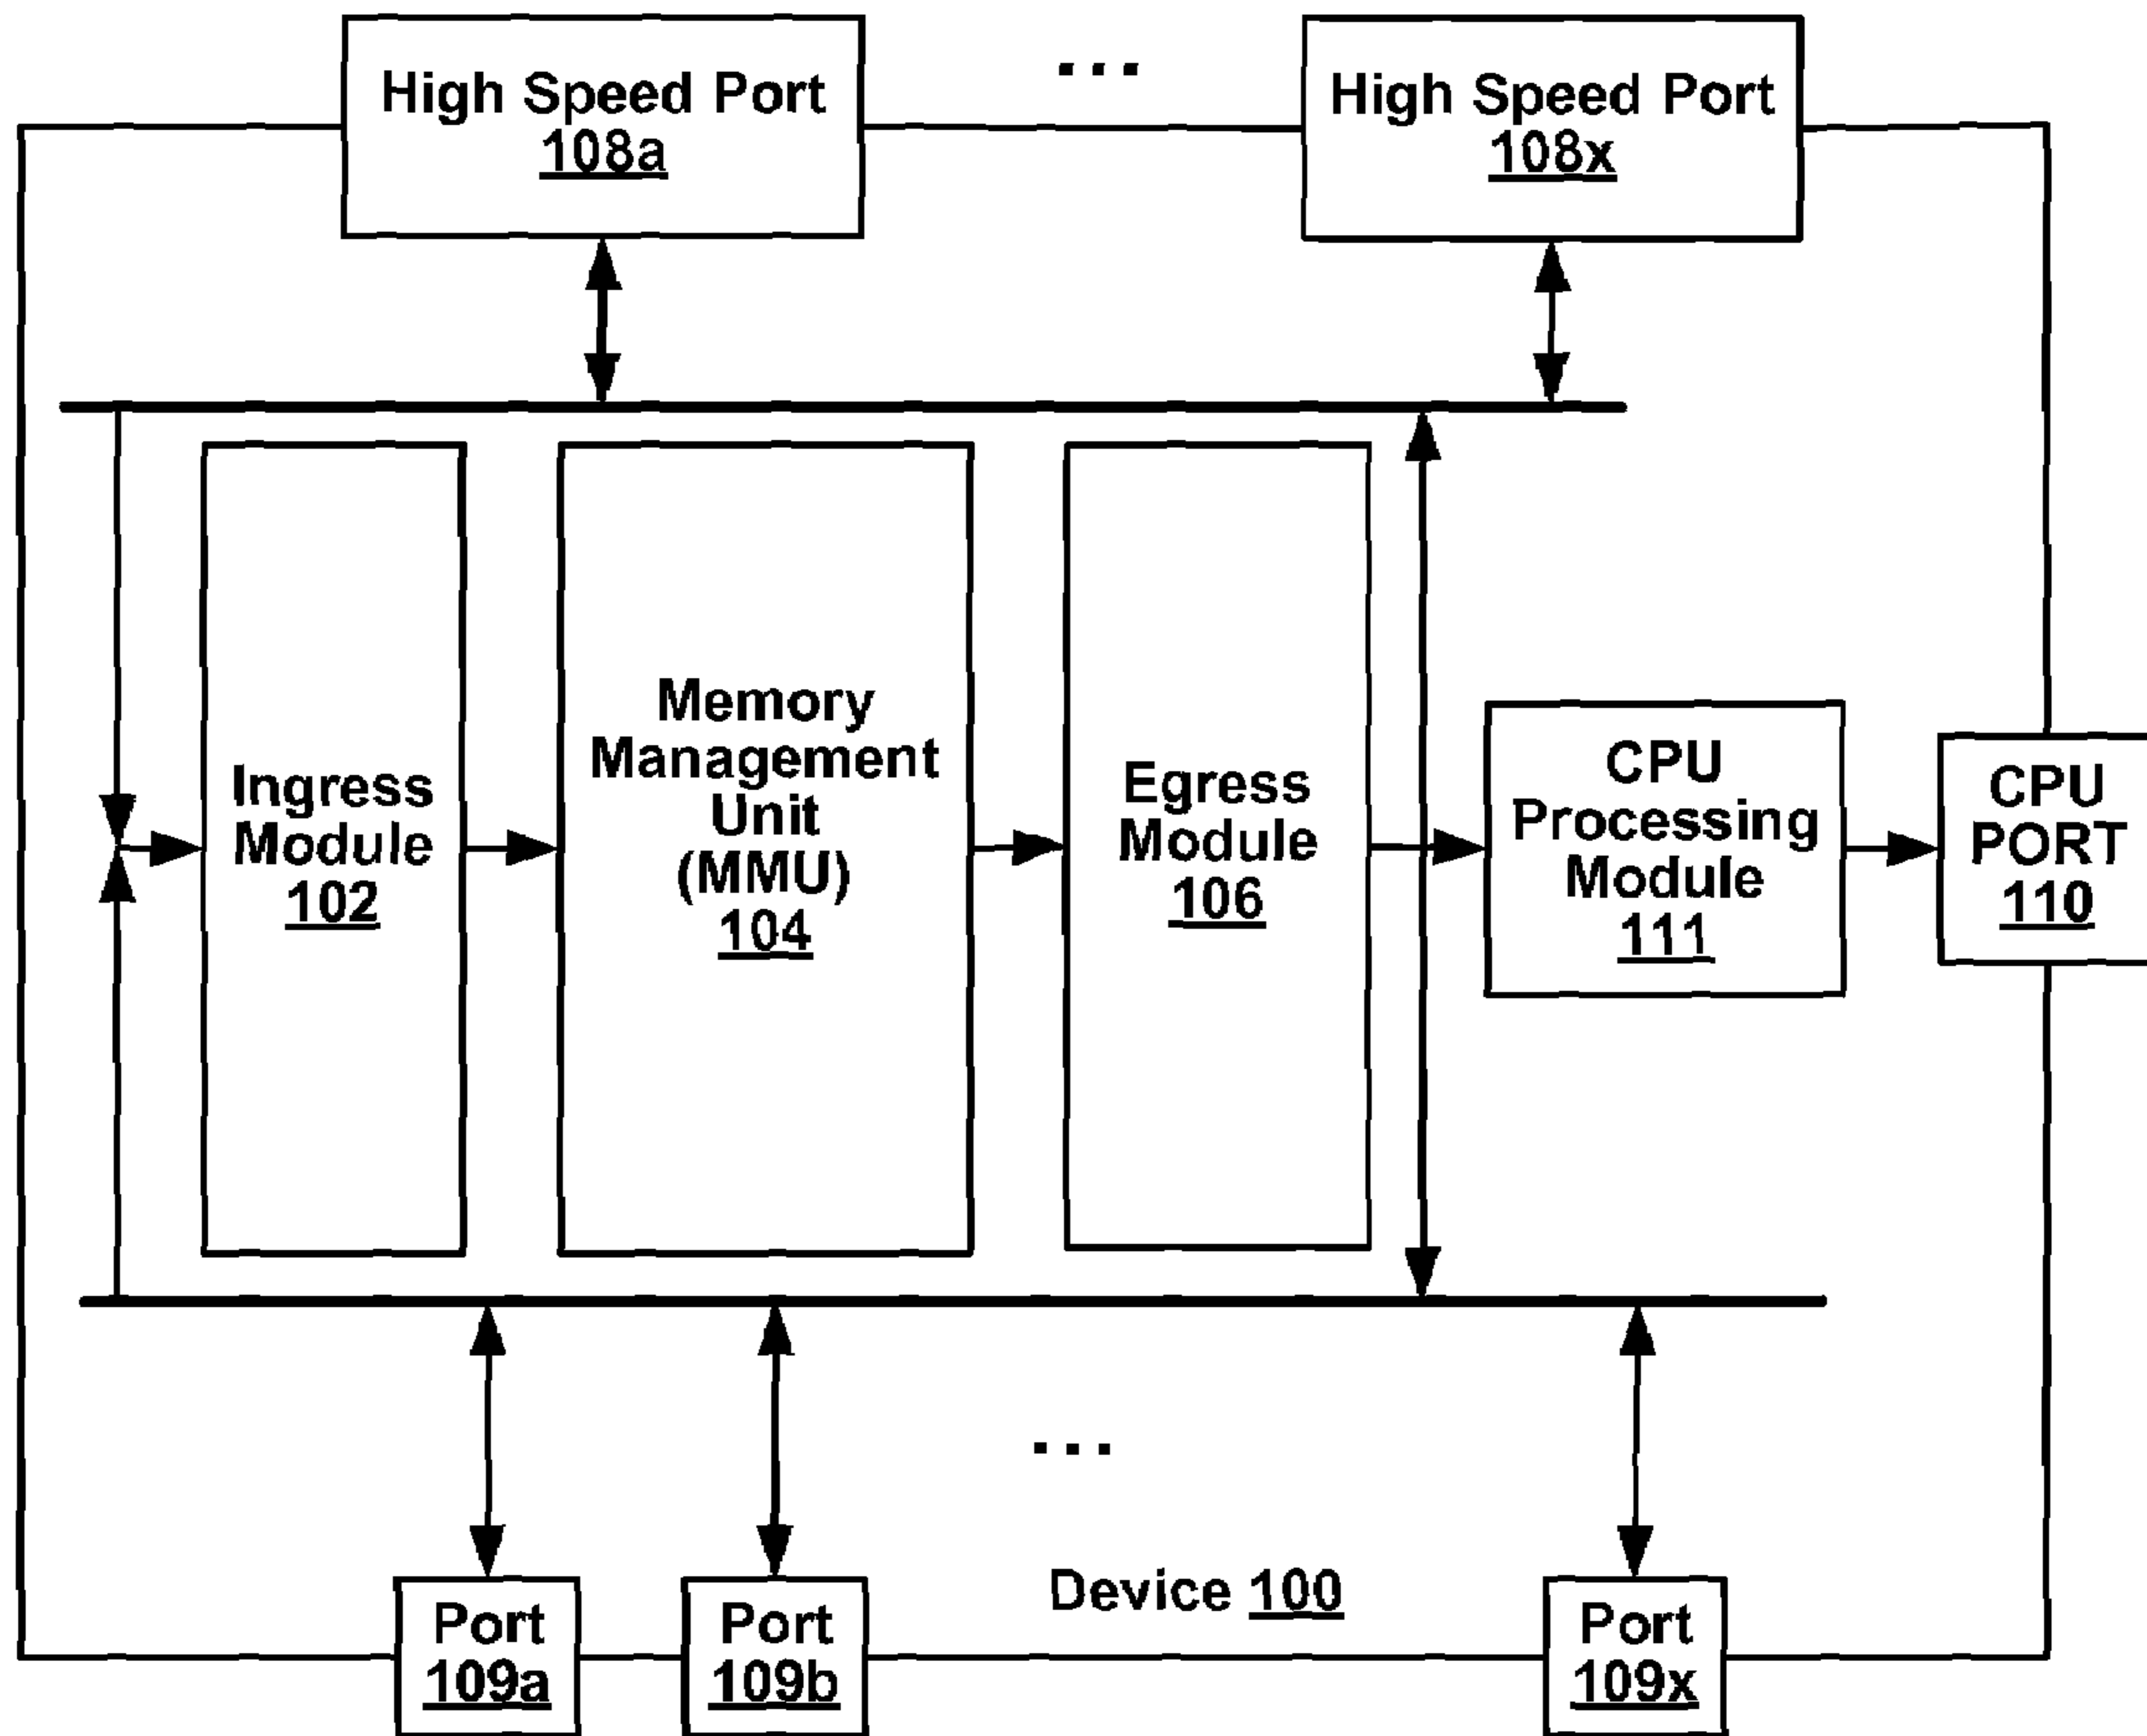 High Speed Port
108a
...
High Speed Port
108x
Ingress
Module
102
Memory
Management
Unit
(MMU)
104
Egress
Module
106
CPU
Processing
Module
111
CPU
PORT
110
...
Device 100
Port
109a
Port
109b
Port
109x